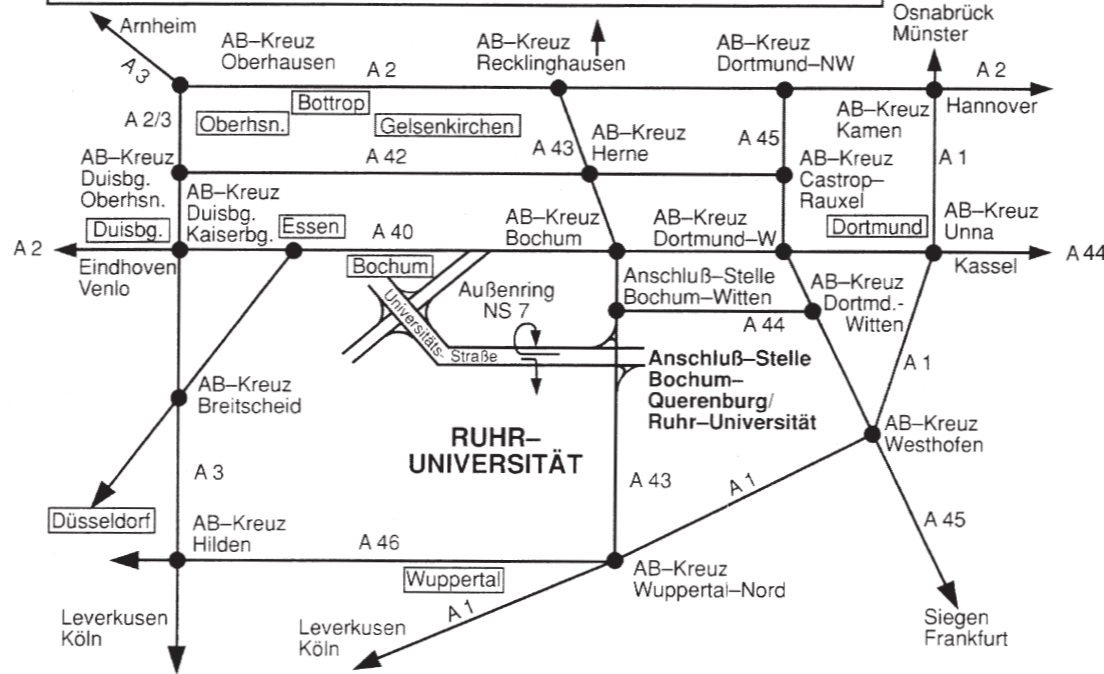 Osnabrück
Münster
Arnheim
A 3
AB–Kreuz
Oberhausen
A 2
AB–Kreuz
Recklinghausen
AB–Kreuz
Dortmund–NW
A 2
Hannover
A 2/3
Oberhsn.
Bottrop
Gelsenkirchen
AB–Kreuz
Kamen
AB–Kreuz
Duisbg.
Oberhsn.
A 42
A 43
AB–Kreuz
Herne
A 45
AB–Kreuz
Castrop–
Rauxel
A 1
AB–Kreuz
Duisbg.
Kaiserbg.
Duisbg.
Essen
A 40
AB–Kreuz
Bochum
AB–Kreuz
Dortmund–W
Dortmund
AB–Kreuz
Unna
A 2
Eindhoven
Venlo
Kassel
A 44
Bochum
Universitäts-
Straße
Außenring
NS 7
Anschluß–Stelle
Bochum–Witten
A 44
AB–Kreuz
Dortmd.-
Witten
Anschluß–Stelle
Bochum–
Querenburg/
Ruhr–Universität
A 1
AB–Kreuz
Breitscheid
RUHR–
UNIVERSITÄT
AB–Kreuz
Westhofen
A 3
A 43
A 1
A 45
Düsseldorf
AB–Kreuz
Hilden
A 46
Wuppertal
AB–Kreuz
Wuppertal–Nord
A 1
Leverkusen
Köln
Leverkusen
Köln
Siegen
Frankfurt